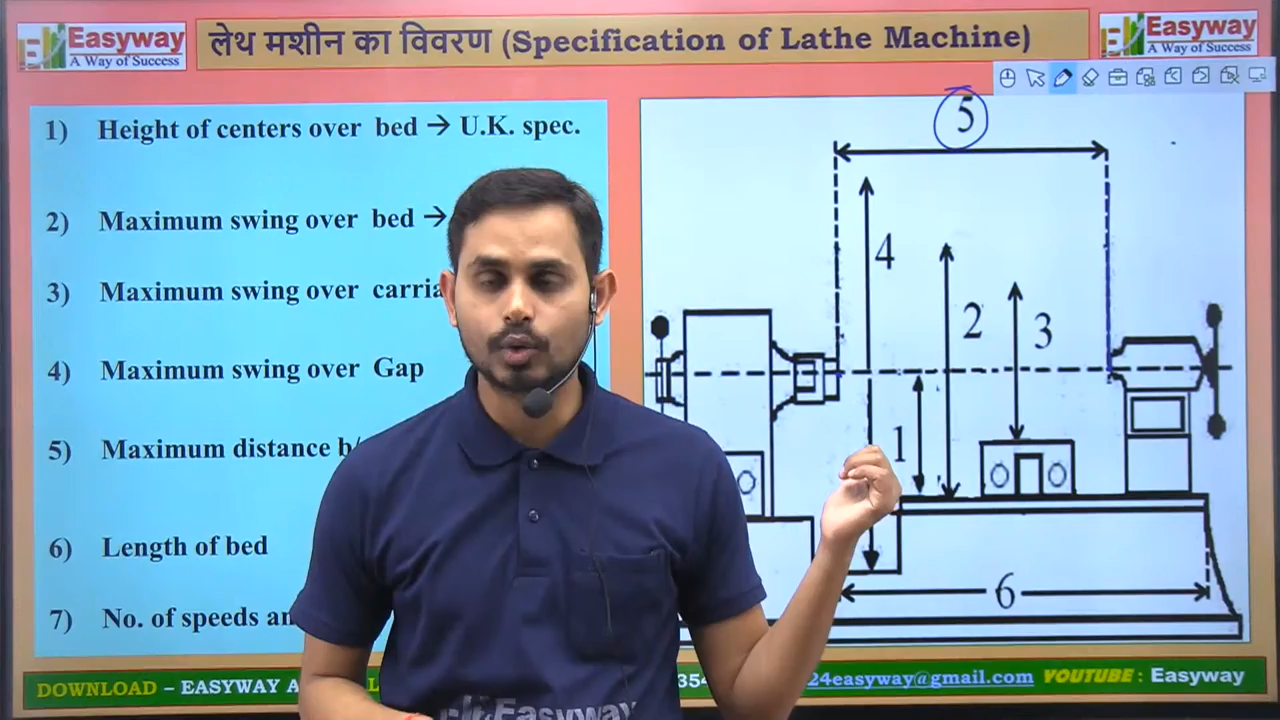 Easyway
A Way of Success
लेथ मशीन का विवरण (Specification of Lathe Machine)
Easyway
A Way of Success
1) Height of centers over bed → U.K. spec.
2) Maximum swing over bed →
3) Maximum swing over
4) Maximum swing over Gap
5) Maximum distance
6) Length of bed
7) No. of speeds
5
4
2
3
1
6
DOWNLOAD – EASYWAY
24easyway@gmail.com YOUTUBE : Easyway
Easyway